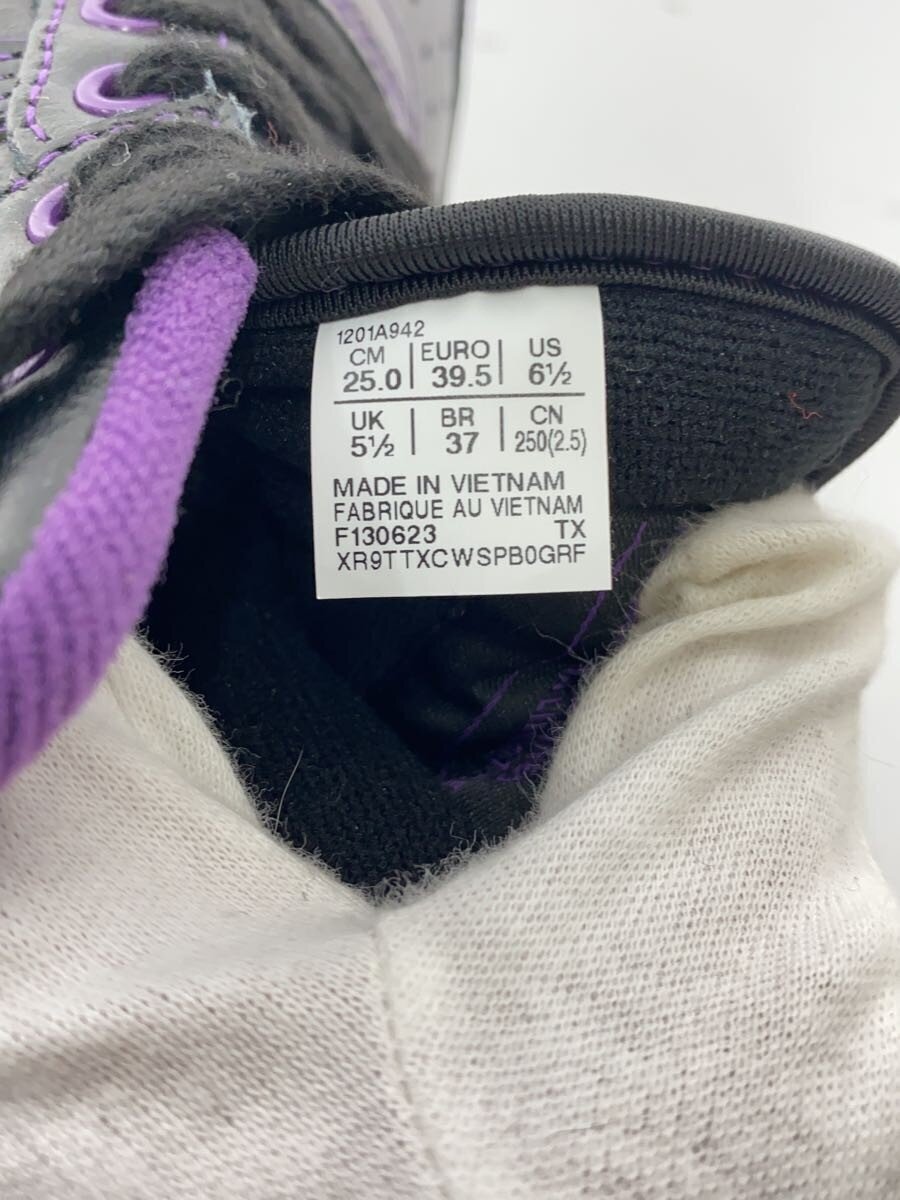 1201A942
CM | EURO | US
25.0 | 39.5 | 6½
UK | BR | CN
5½ | 37 | 250(2.5)
MADE IN VIETNAM
FABRIQUE AU VIETNAM
F130623 TX
XR9TTXCWSPB0GRF